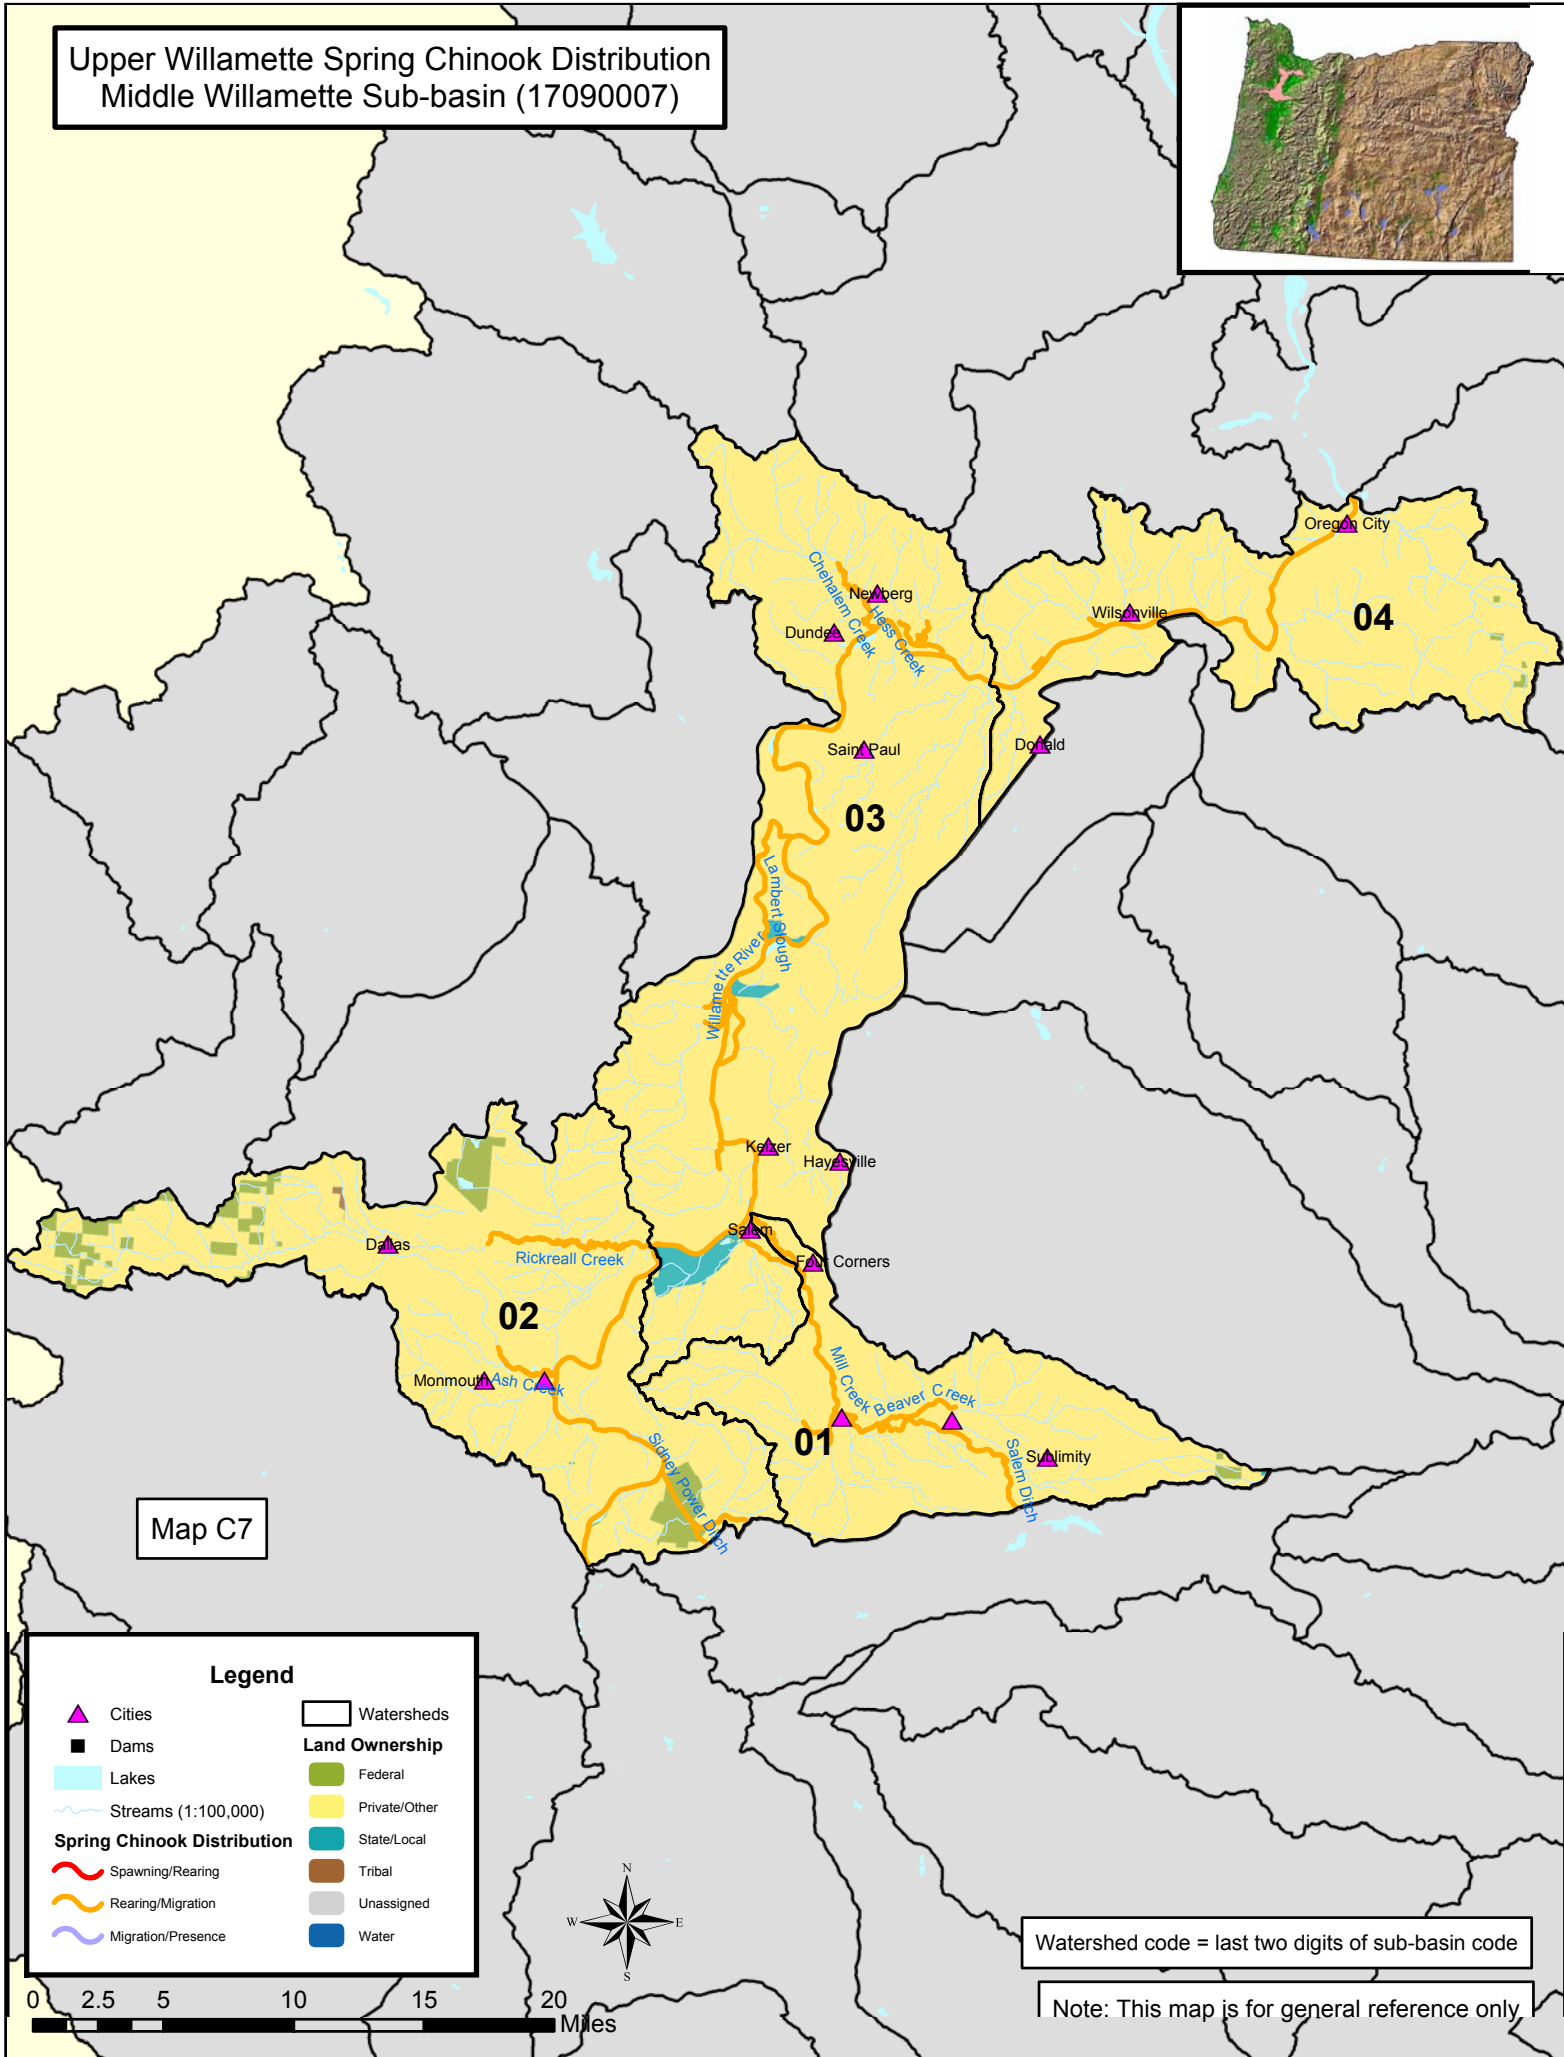 Upper Willamette Spring Chinook Distribution
Middle Willamette Sub-basin (17090007)
Oregon City
Chehalem Creek
Newberg
Hess Creek
Wilsonville
04
Dundee
Saint Paul
Donald
03
Lambert Slough
Willamette River
Keizer
Hayesville
Salem
Dallas
Rickreall Creek
Four Corners
02
Mill Creek
Monmouth
Ash Creek
Beaver Creek
01
Sidney Power Ditch
Salem Ditch
Sublimity
Map C7
Legend
Cities
Dams
Lakes
Streams (1:100,000)
Spring Chinook Distribution
Spawning/Rearing
Rearing/Migration
Migration/Presence
Watersheds
Land Ownership
Federal
Private/Other
State/Local
Tribal
Unassigned
Water
N
W
E
S
Watershed code = last two digits of sub-basin code
Note: This map is for general reference only
0 2.5 5 10 15 20
Miles